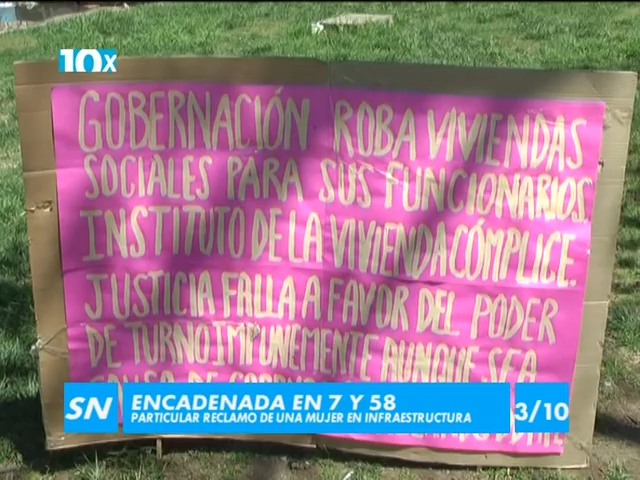 10x
GOBERNACIÓN ROBA VIVIENDAS
SOCIALES PARA SUS FUNCIONARIOS.
INSTITUTO DE LA VIVIENDA CÓMPLICE.
JUSTICIA FALLA A FAVOR DEL PODER
DE TURNO IMPUNEMENTE AUNQUE SEA
SN
ENCADENADA EN 7 Y 58
PARTICULAR RECLAMO DE UNA MUJER EN INFRAESTRUCTURA
3/10